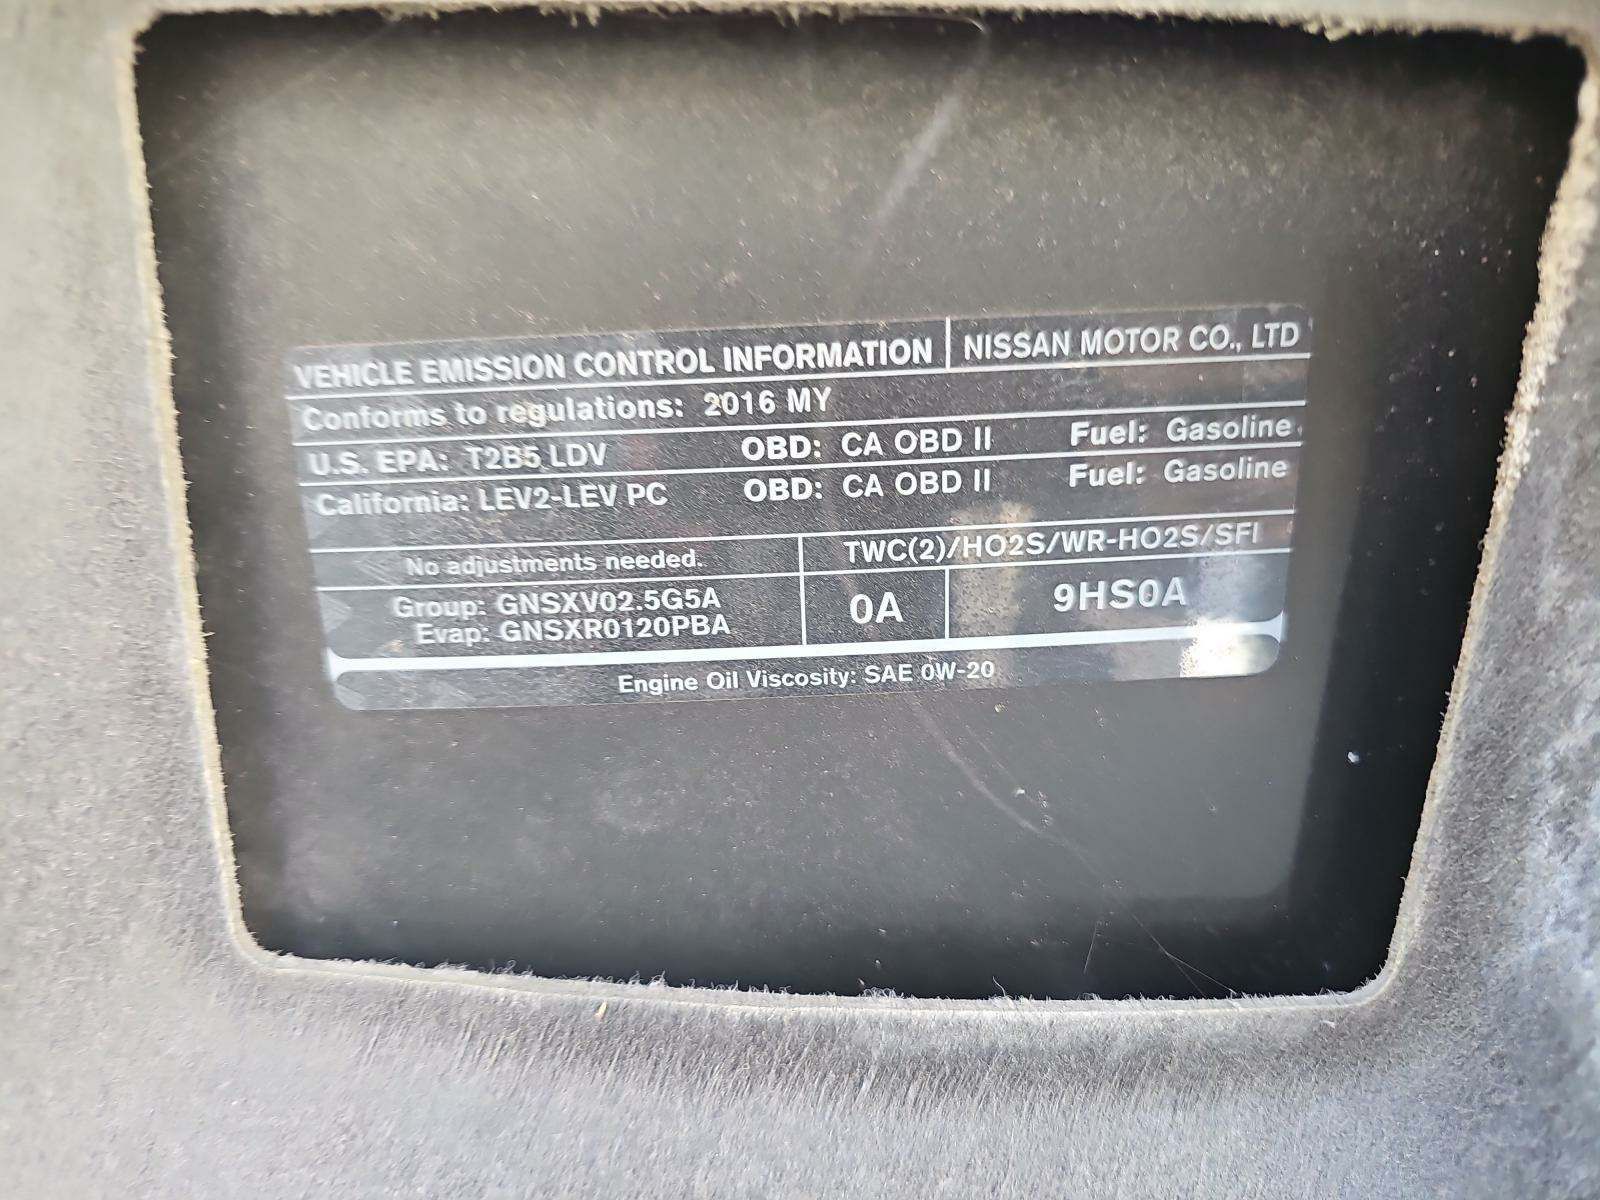 VEHICLE EMISSION CONTROL INFORMATION NISSAN MOTOR CO., LTD
Conforms to regulations: 2016 MY
U.S. EPA: T2B5 LDV OBD: CA OBD II Fuel: Gasoline
California: LEV2-LEV PC OBD: CA OBD II Fuel: Gasoline
No adjustments needed. TWC(2)/HO2S/WR-HO2S/SFI
Group: GNSXV02.5G5A 0A 9HS0A
Evap: GNSXR0120PBA
Engine Oil Viscosity: SAE 0W-20